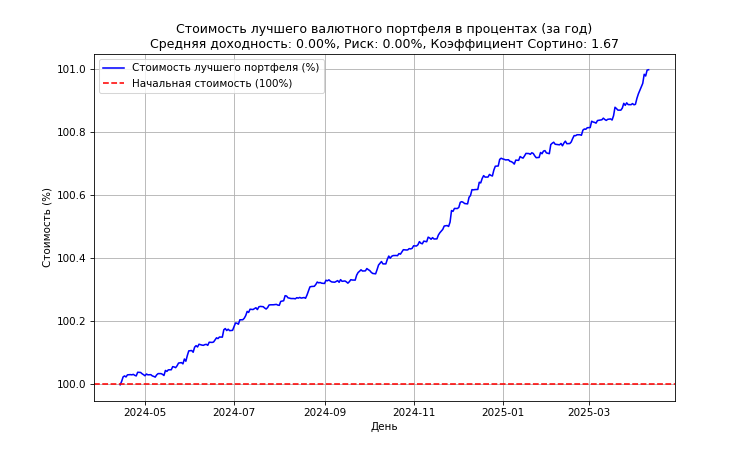 Стоимость лучшего валютного портфеля в процентах (за год)
Средняя доходность: 0.00%, Риск: 0.00%, Коэффициент Сортино: 1.67
Стоимость лучшего портфеля (%)
Начальная стоимость (100%)
Стоимость (%)
101.0
100.8
100.6
100.4
100.2
100.0
2024-05
2024-07
2024-09
2024-11
2025-01
2025-03
День